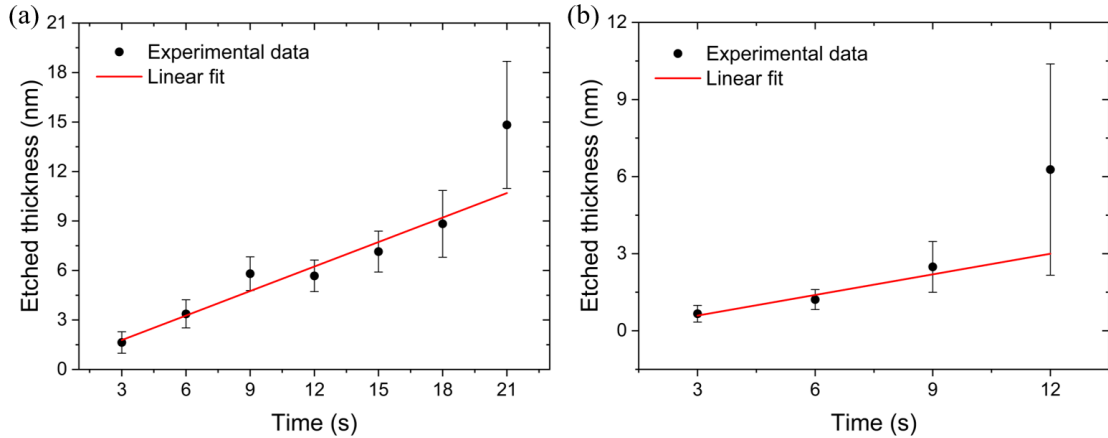 (a)
Experimental data
Linear fit
Etched thickness (nm)
21
18
15
12
9
6
3
0
3 6 9 12 15 18 21
Time (s)
(b)
Experimental data
Linear fit
Etched thickness (nm)
12
9
6
3
0
3 6 9 12
Time (s)